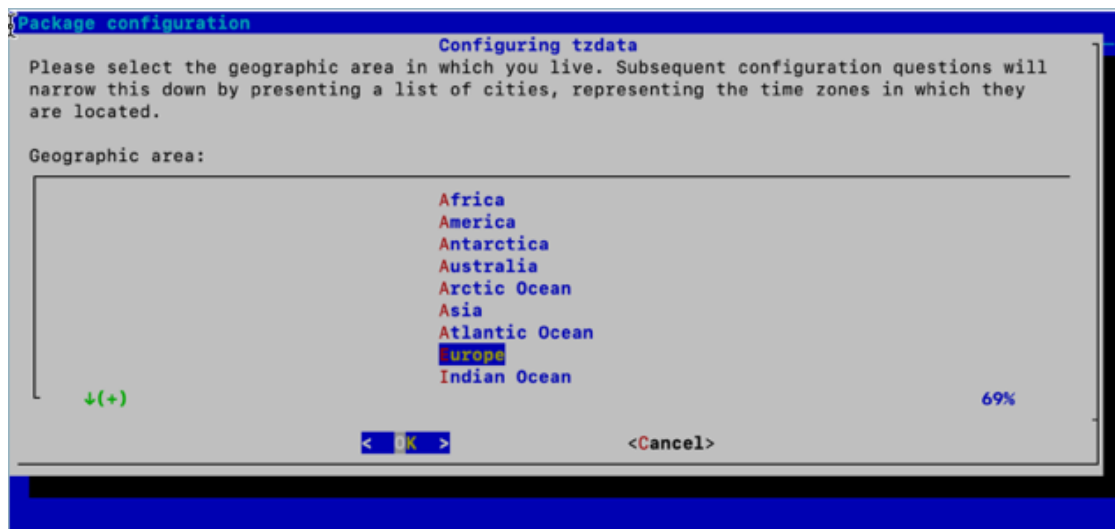 Package configuration
Configuring tzdata
Please select the geographic area in which you live. Subsequent configuration questions will
narrow this down by presenting a list of cities, representing the time zones in which they
are located.
Geographic area:
Africa
America
Antarctica
Australia
Arctic Ocean
Asia
Atlantic Ocean
Europe
Indian Ocean
↓(+) 69%
< OK > <Cancel>